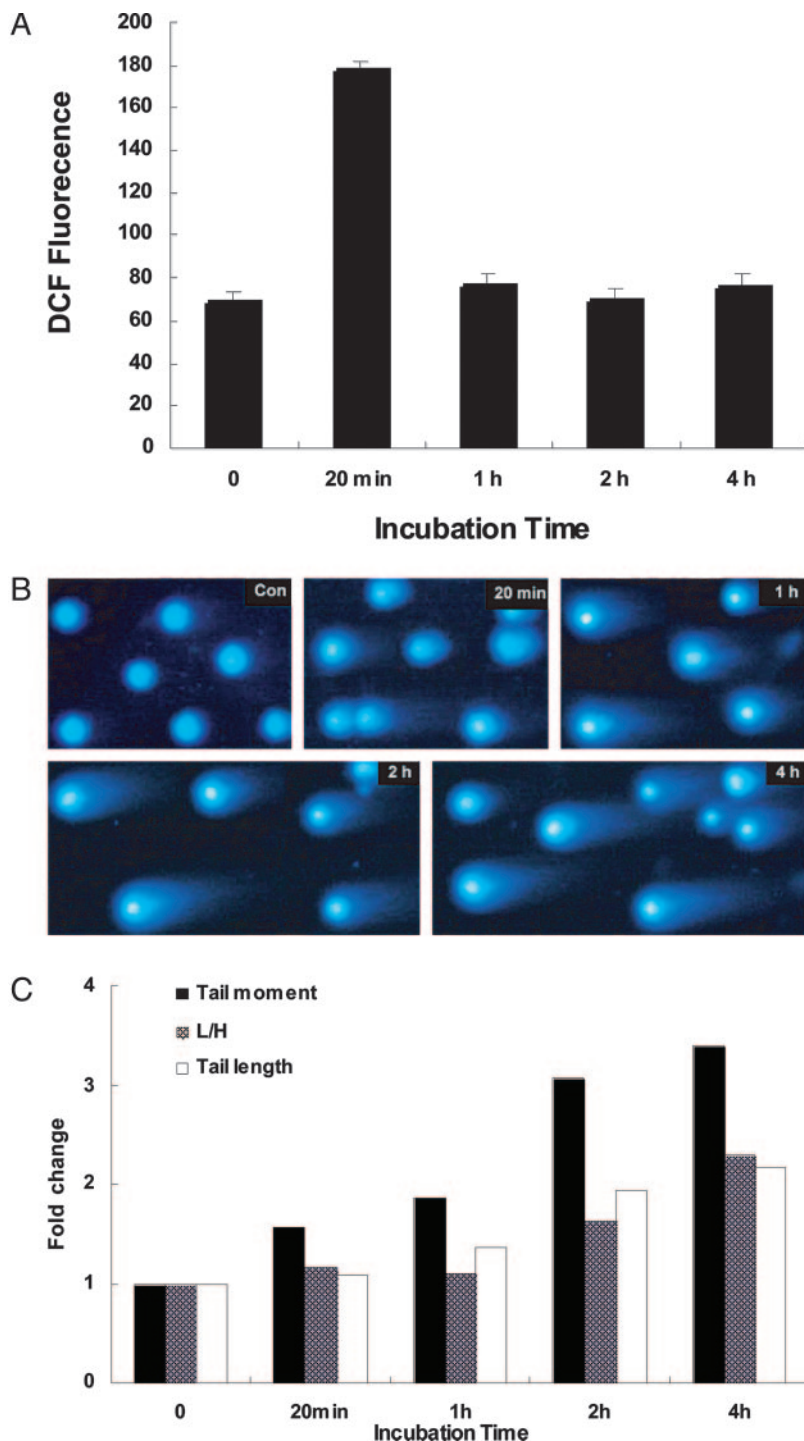 A
DCF Fluorecence
200
180
160
140
120
100
80
60
40
20
0
0 20 min 1 h 2 h 4 h
Incubation Time
B
Con 20 min 1 h
2 h 4 h
C
Fold change
4
3
2
1
0
Tail moment
L/H
Tail length
0 20min 1h 2h 4h
Incubation Time